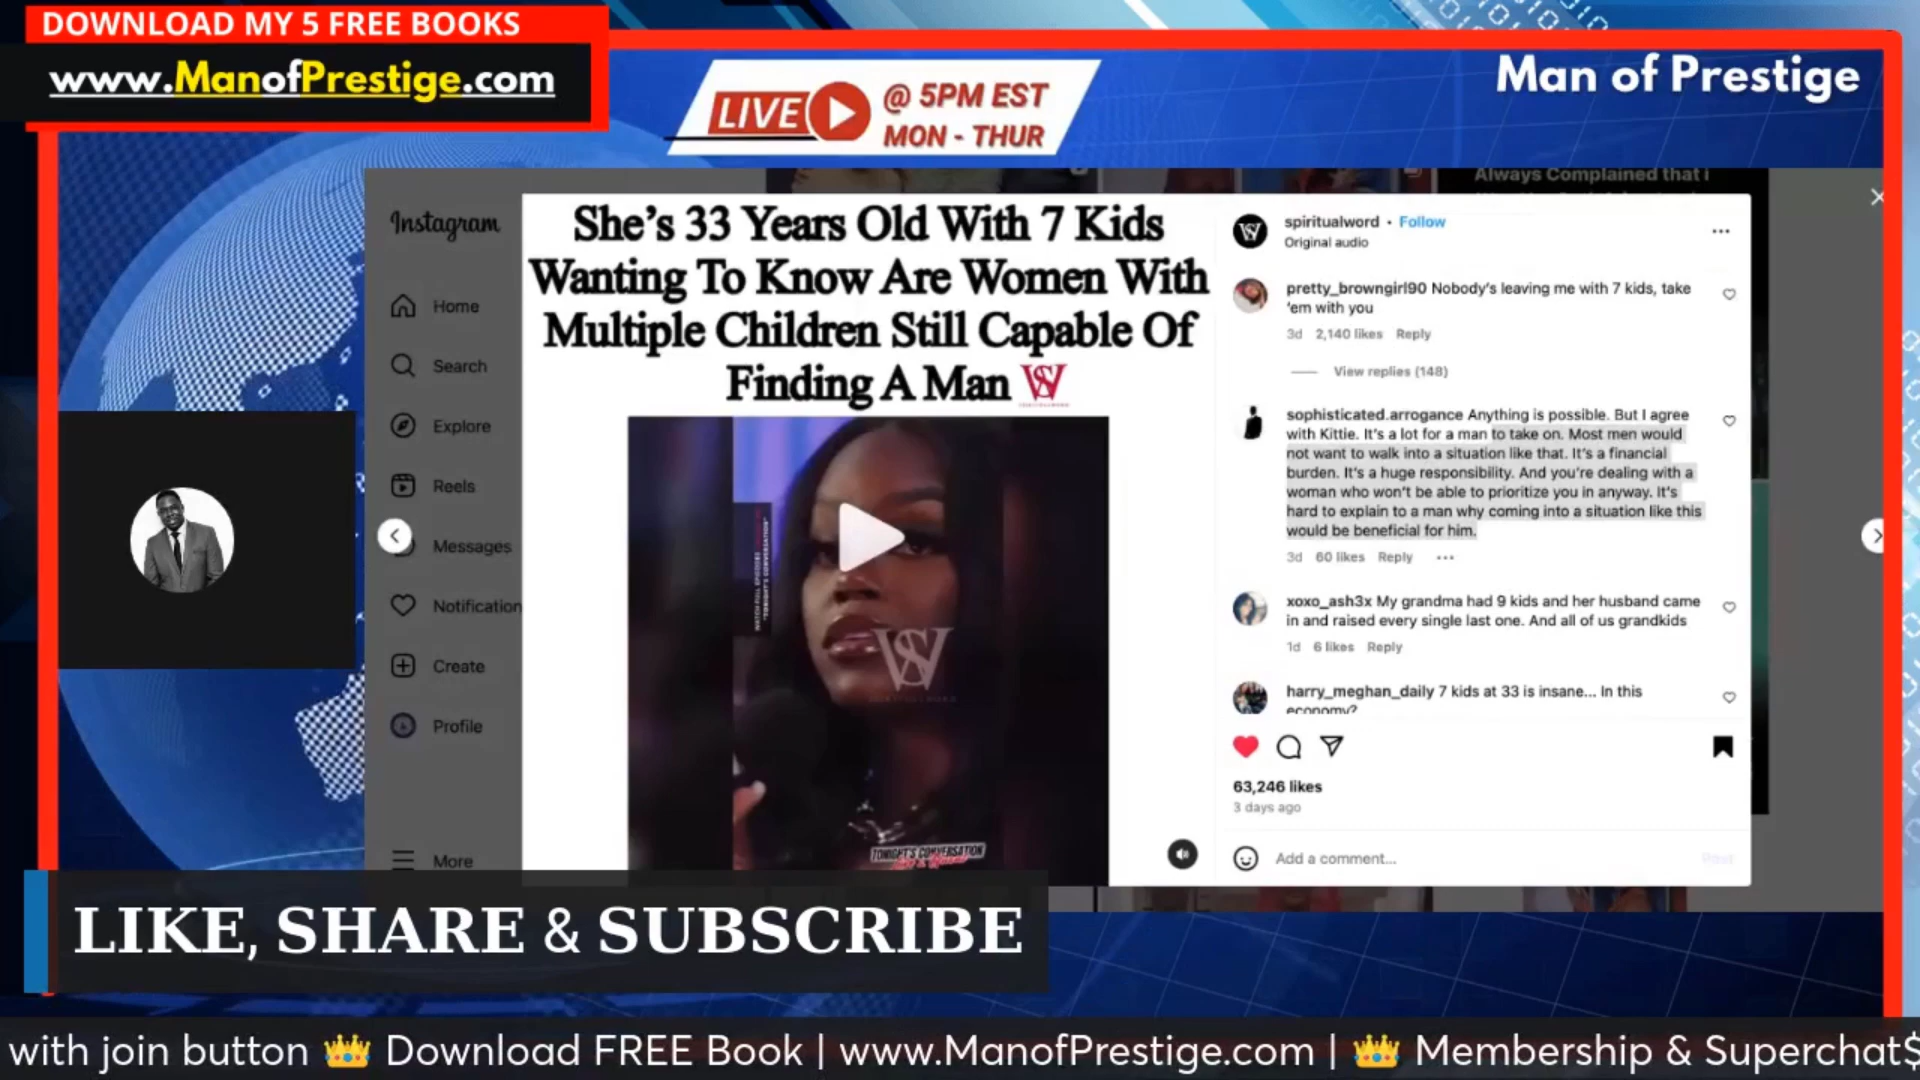 DOWNLOAD MY 5 FREE BOOKS
www.ManofPrestige.com
LIVE
@ 5PM EST
MON - THUR
Man of Prestige
Always Complained that i
Instagram
Home
Search
Explore
Reels
Messages
Notification
Create
Profile
More
She's 33 Years Old With 7 Kids
Wanting To Know Are Women With
Multiple Children Still Capable Of
Finding A Man
TONIGHT'S CONVERSATION
spiritualword • Follow
Original audio
pretty_browngirl90 Nobody's leaving me with 7 kids, take
'em with you
3d 2,140 likes Reply
View replies (148)
sophisticated.arrogance Anything is possible. But I agree
with Kittie. It's a lot for a man to take on. Most men would
not want to walk into a situation like that. It's a financial
burden. It's a huge responsibility. And you're dealing with a
woman who won't be able to prioritize you in anyway. It's
hard to explain to a man why coming into a situation like this
would be beneficial for him.
3d 60 likes Reply
xoxo_ash3x My grandma had 9 kids and her husband came
in and raised every single last one. And all of us grandkids
1d 6 likes Reply
harry_meghan_daily 7 kids at 33 is insane... In this
economy?
63,246 likes
3 days ago
Add a comment...
Post
LIKE, SHARE & SUBSCRIBE
with join button 👑 Download FREE Book | www.ManofPrestige.com | 👑 Membership & Superchat$